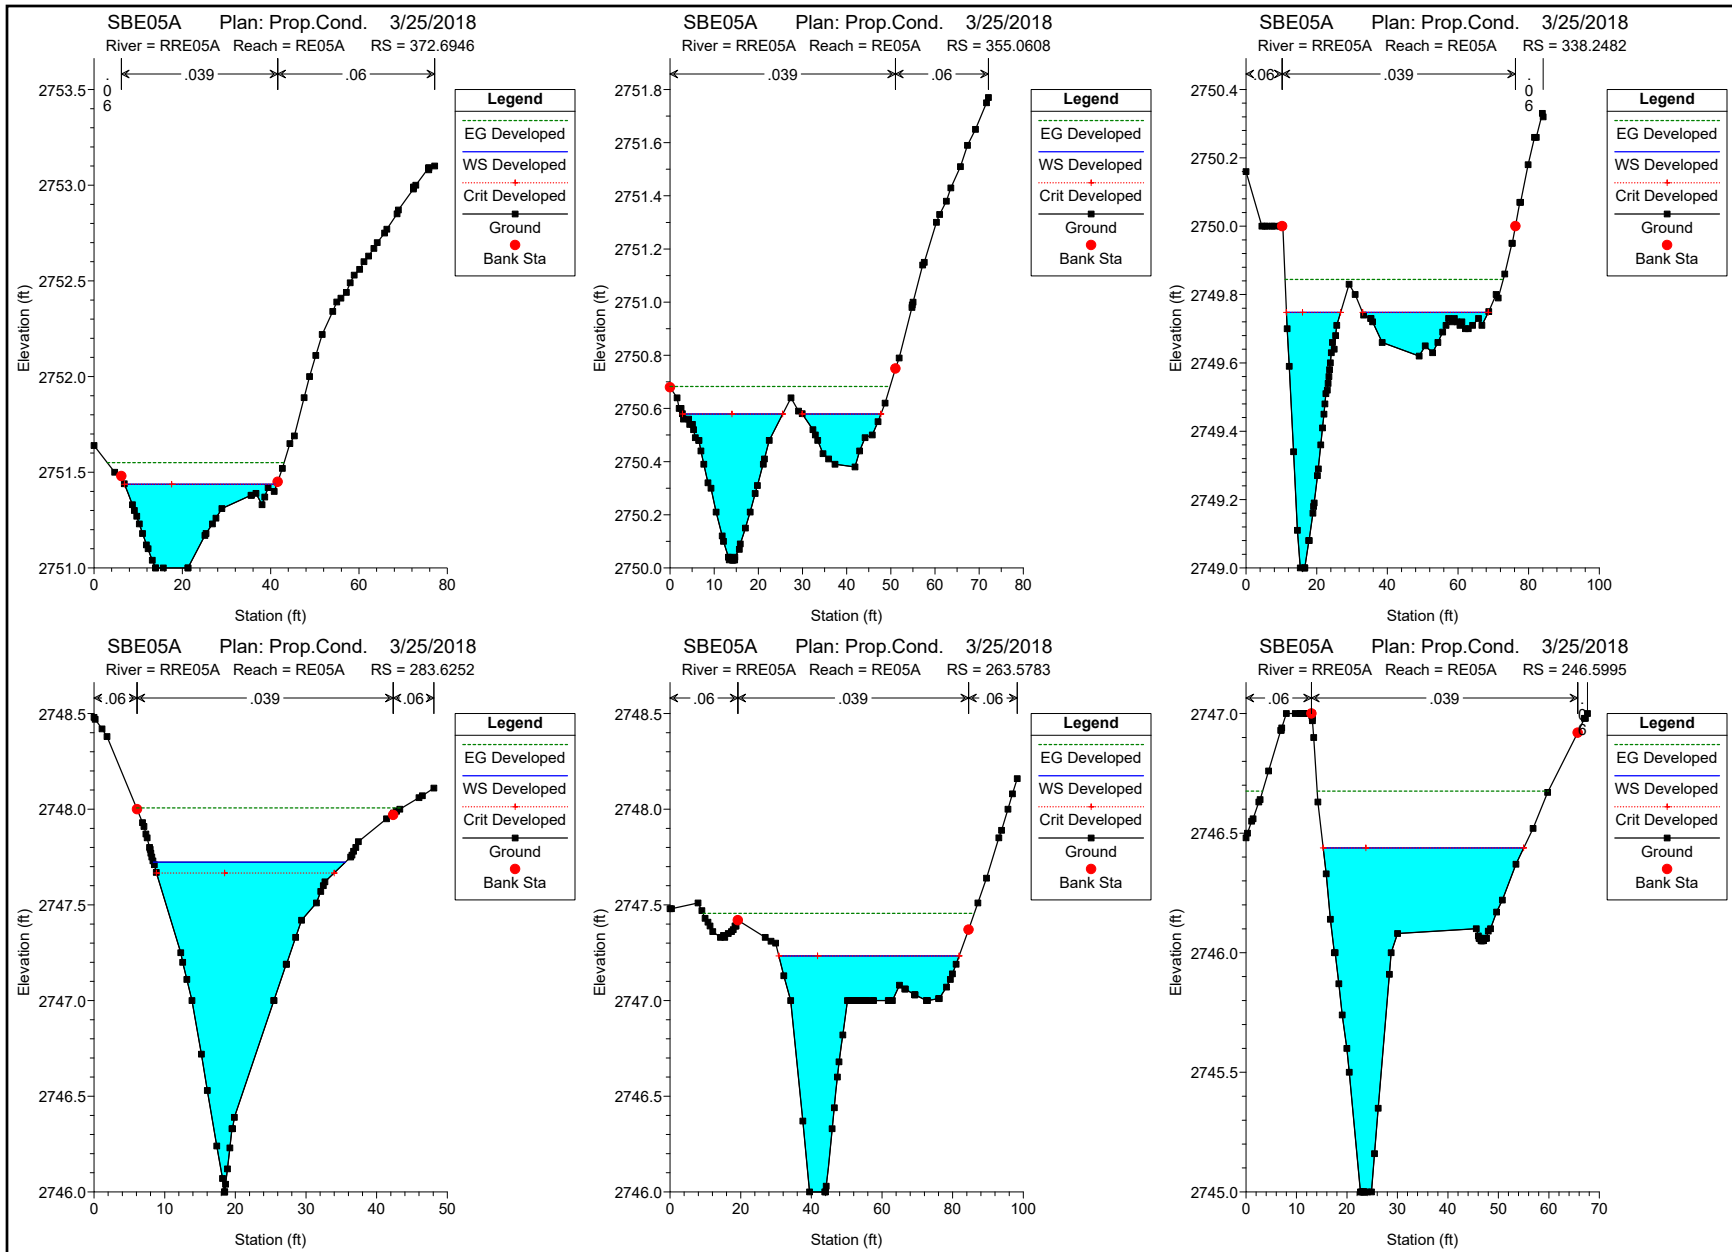 SBE05A Plan: Prop.Cond. 3/25/2018
River = RRE05A Reach = RE05A RS = 372.6946
.06 .039 .06
Legend
EG Developed
WS Developed
Crit Developed
Ground
Bank Sta
2753.5
2753.0
2752.5
2752.0
2751.5
2751.0
Elevation (ft)
0 20 40 60 80
Station (ft)
SBE05A Plan: Prop.Cond. 3/25/2018
River = RRE05A Reach = RE05A RS = 355.0608
.039 .06
Legend
EG Developed
WS Developed
Crit Developed
Ground
Bank Sta
2751.8
2751.6
2751.4
2751.2
2751.0
2750.8
2750.6
2750.4
2750.2
2750.0
Elevation (ft)
0 10 20 30 40 50 60 70 80
Station (ft)
SBE05A Plan: Prop.Cond. 3/25/2018
River = RRE05A Reach = RE05A RS = 338.2482
.06 .039 .06
Legend
EG Developed
WS Developed
Crit Developed
Ground
Bank Sta
2750.4
2750.2
2750.0
2749.8
2749.6
2749.4
2749.2
2749.0
Elevation (ft)
0 20 40 60 80 100
Station (ft)
SBE05A Plan: Prop.Cond. 3/25/2018
River = RRE05A Reach = RE05A RS = 283.6252
.06 .039 .06
Legend
EG Developed
WS Developed
Crit Developed
Ground
Bank Sta
2748.5
2748.0
2747.5
2747.0
2746.5
2746.0
Elevation (ft)
0 10 20 30 40 50
Station (ft)
SBE05A Plan: Prop.Cond. 3/25/2018
River = RRE05A Reach = RE05A RS = 263.5783
.06 .039 .06
Legend
EG Developed
WS Developed
Crit Developed
Ground
Bank Sta
2748.5
2748.0
2747.5
2747.0
2746.5
2746.0
Elevation (ft)
0 20 40 60 80 100
Station (ft)
SBE05A Plan: Prop.Cond. 3/25/2018
River = RRE05A Reach = RE05A RS = 246.5995
.06 .039 .06
Legend
EG Developed
WS Developed
Crit Developed
Ground
Bank Sta
2747.0
2746.5
2746.0
2745.5
2745.0
Elevation (ft)
0 10 20 30 40 50 60 70
Station (ft)